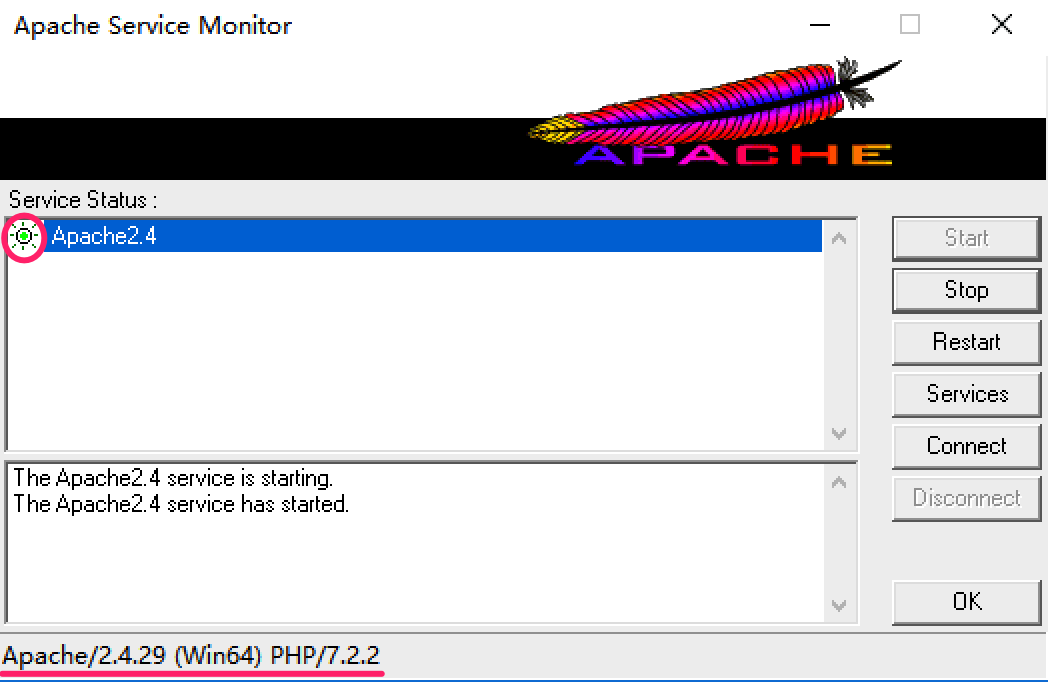 Apache Service Monitor
APACHE
Service Status :
Apache2.4
Start
Stop
Restart
Services
Connect
Disconnect
The Apache2.4 service is starting.
The Apache2.4 service has started.
OK
Apache/2.4.29 (Win64) PHP/7.2.2